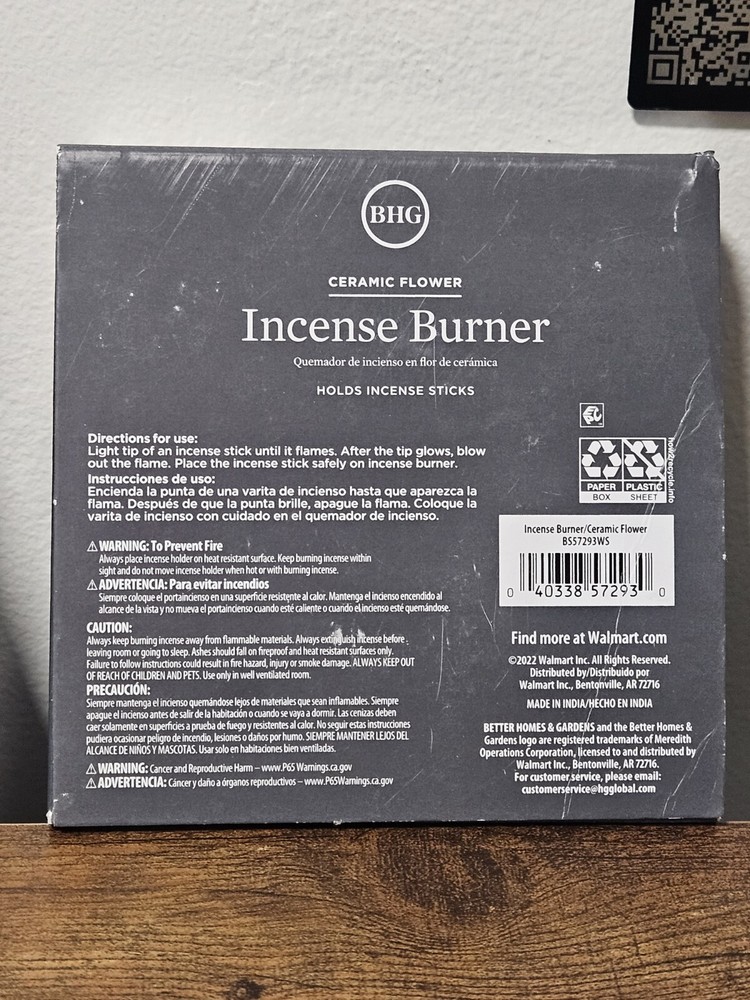 BHG
CERAMIC FLOWER
Incense Burner
Quemador de incienso en flor de cerámica
HOLDS INCENSE STICKS
Directions for use:
Light tip of an incense stick until it flames. After the tip glows, blow
out the flame. Place the incense stick safely on incense burner.
Instrucciones de uso:
Encienda la punta de una varita de incienso hasta que aparezca la
flama. Después de que la punta brille, apague la flama. Coloque la
varita de incienso con cuidado en el quemador de incienso.
⚠WARNING: To Prevent Fire
Always place incense holder on heat resistant surface. Keep burning incense within
sight and do not move incense holder when hot or with burning incense.
⚠ADVERTENCIA: Para evitar incendios
Siempre coloque el portaincienso en una superficie resistente al calor. Mantenga el incienso encendido al
alcance de la vista y no mueva el portaincienso cuando esté caliente o cuando el incienso esté quemándose.
CAUTION:
Always keep burning incense away from flammable materials. Always extinguish incense before
leaving room or going to sleep. Ashes should fall on fireproof and heat resistant surfaces only.
Failure to follow instructions could result in fire hazard, injury or smoke damage. ALWAYS KEEP OUT
OF REACH OF CHILDREN AND PETS. Use only in well ventilated room.
PRECAUCIÓN:
Siempre mantenga el incienso quemándose lejos de materiales que sean inflamables. Siempre
apague el incienso antes de salir de la habitación o cuando se vaya a dormir. Las cenizas deben
caer solamente en superficies a prueba de fuego y resistentes al calor. No seguir estas instrucciones
pudiera ocasionar peligro de incendio, lesiones o daños por humo. SIEMPRE MANTENER LEJOS DEL
ALCANCE DE NIÑOS Y MASCOTAS. Usar solo en habitaciones bien ventiladas.
⚠WARNING: Cancer and Reproductive Harm – www.P65Warnings.ca.gov
⚠ADVERTENCIA: Cáncer y daño a órganos reproductivos – www.P65Warnings.ca.gov
how2recycle.info
PAPER PLASTIC
BOX SHEET
Incense Burner/Ceramic Flower
BS57293WS
0 40338 57293 0
Find more at Walmart.com
©2022 Walmart Inc. All Rights Reserved.
Distributed by/Distribuido por
Walmart Inc., Bentonville, AR 72716
MADE IN INDIA/HECHO EN INDIA
BETTER HOMES & GARDENS and the Better Homes &
Gardens logo are registered trademarks of Meredith
Operations Corporation, licensed to and distributed by
Walmart Inc., Bentonville, AR 72716.
For customer service, please email:
customerservice@hgglobal.com